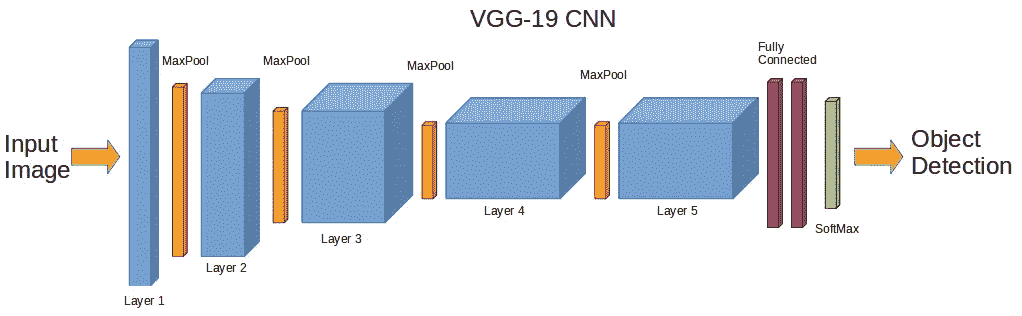 VGG-19 CNN
Input
Image
MaxPool
MaxPool
MaxPool
MaxPool
Fully
Connected
Object
Detection
Layer 1
Layer 2
Layer 3
Layer 4
Layer 5
SoftMax